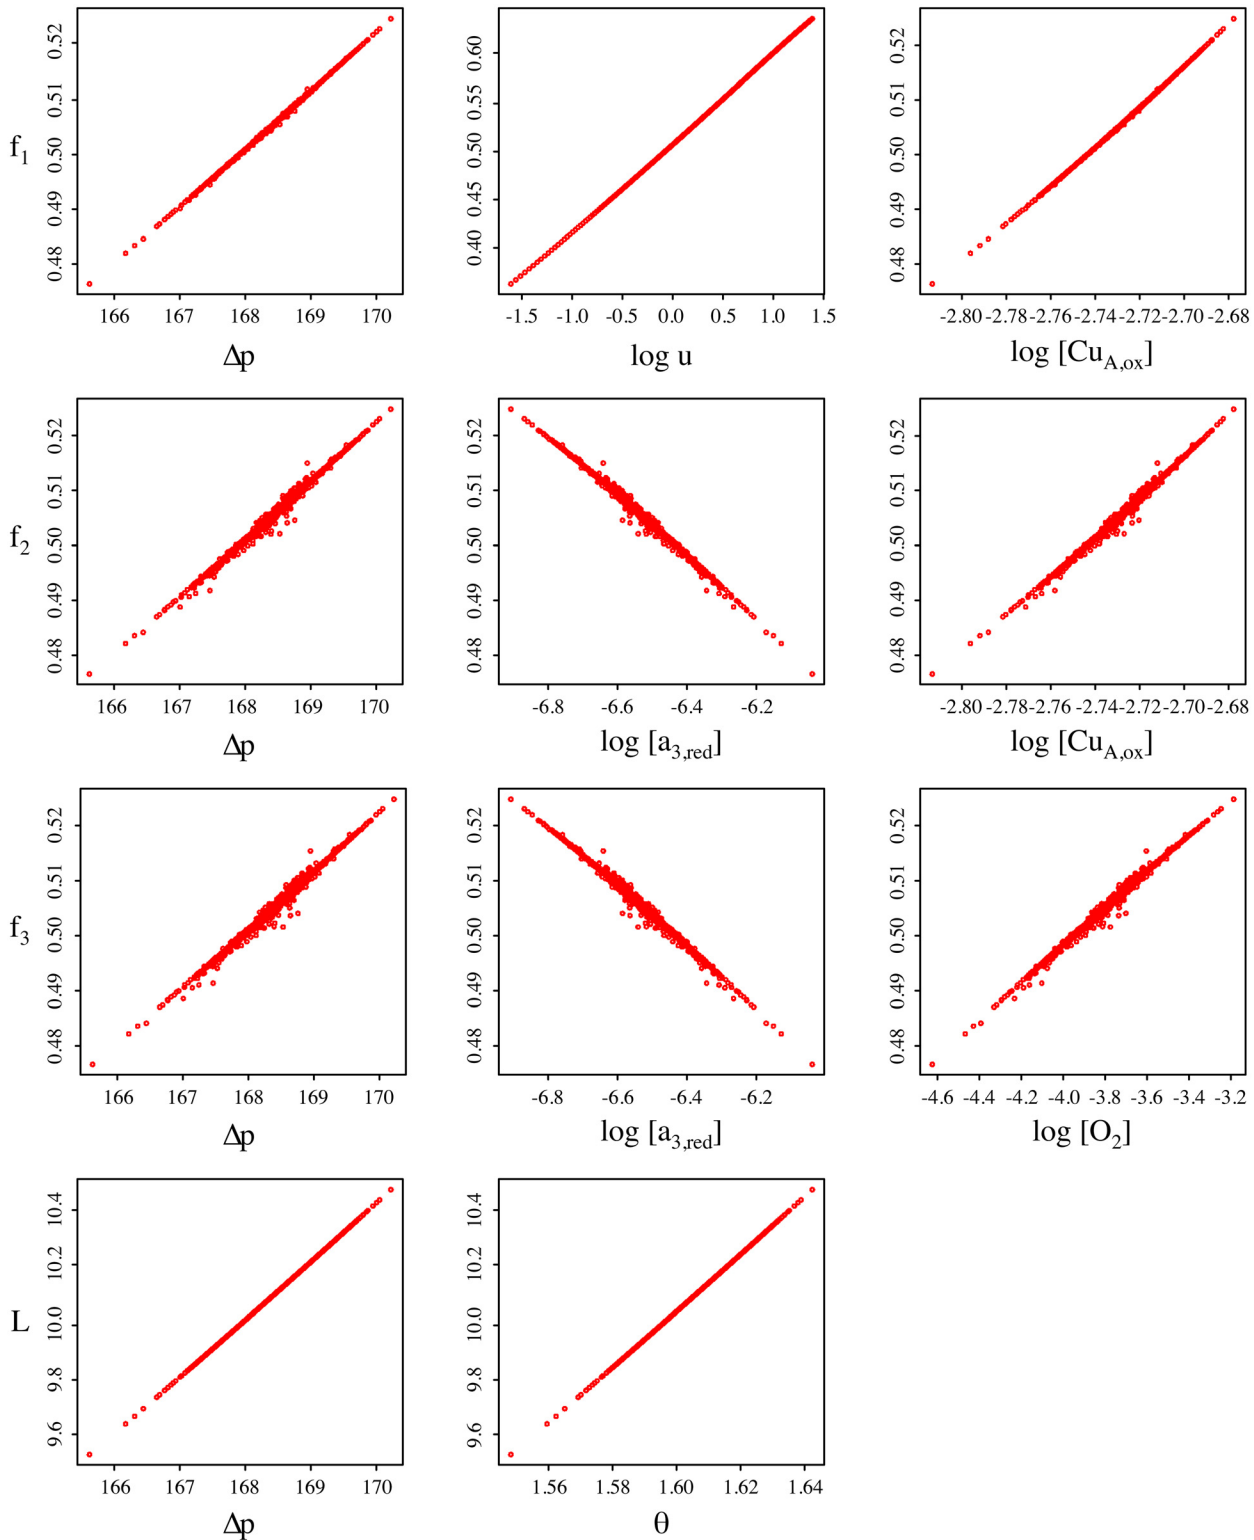 f1
0.52
0.51
0.50
0.49
0.48
166 167 168 169 170
Δp
0.60
0.55
0.50
0.45
0.40
-1.5 -1.0 -0.5 0.0 0.5 1.0 1.5
log u
0.52
0.51
0.50
0.49
0.48
-2.80 -2.78 -2.76 -2.74 -2.72 -2.70 -2.68
log [CuA,ox]
f2
0.52
0.51
0.50
0.49
0.48
166 167 168 169 170
Δp
0.52
0.51
0.50
0.49
0.48
-6.8 -6.6 -6.4 -6.2
log [a3,red]
0.52
0.51
0.50
0.49
0.48
-2.80 -2.78 -2.76 -2.74 -2.72 -2.70 -2.68
log [CuA,ox]
f3
0.52
0.51
0.50
0.49
0.48
166 167 168 169 170
Δp
0.52
0.51
0.50
0.49
0.48
-6.8 -6.6 -6.4 -6.2
log [a3,red]
0.52
0.51
0.50
0.49
0.48
-4.6 -4.4 -4.2 -4.0 -3.8 -3.6 -3.4 -3.2
log [O2]
L
10.4
10.2
10.0
9.8
9.6
166 167 168 169 170
Δp
10.4
10.2
10.0
9.8
9.6
1.56 1.58 1.60 1.62 1.64
θ